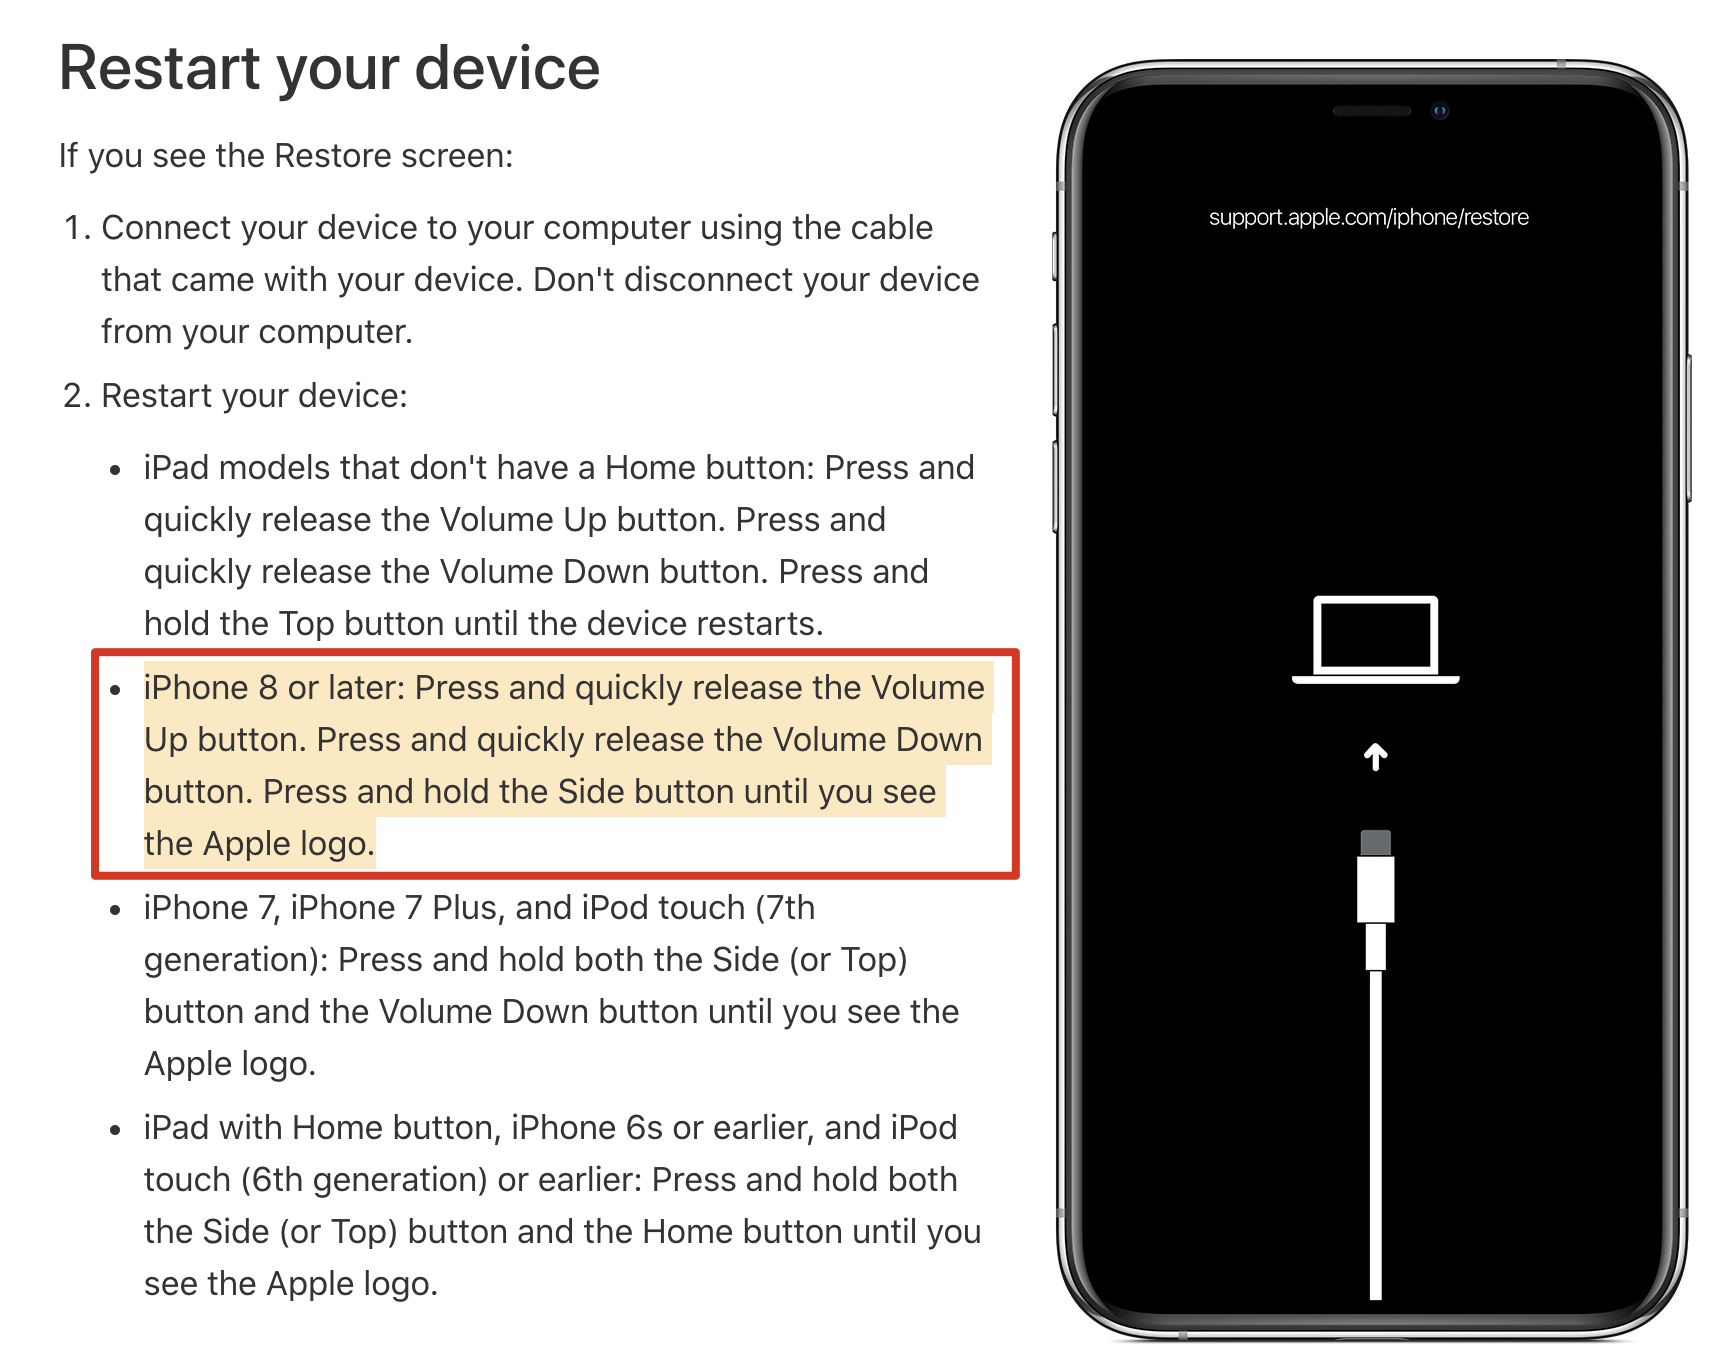 Restart your device
If you see the Restore screen:
1. Connect your device to your computer using the cable
that came with your device. Don't disconnect your device
from your computer.
2. Restart your device:
• iPad models that don't have a Home button: Press and
quickly release the Volume Up button. Press and
quickly release the Volume Down button. Press and
hold the Top button until the device restarts.
• iPhone 8 or later: Press and quickly release the Volume
Up button. Press and quickly release the Volume Down
button. Press and hold the Side button until you see
the Apple logo.
• iPhone 7, iPhone 7 Plus, and iPod touch (7th
generation): Press and hold both the Side (or Top)
button and the Volume Down button until you see the
Apple logo.
• iPad with Home button, iPhone 6s or earlier, and iPod
touch (6th generation) or earlier: Press and hold both
the Side (or Top) button and the Home button until you
see the Apple logo.
support.apple.com/iphone/restore